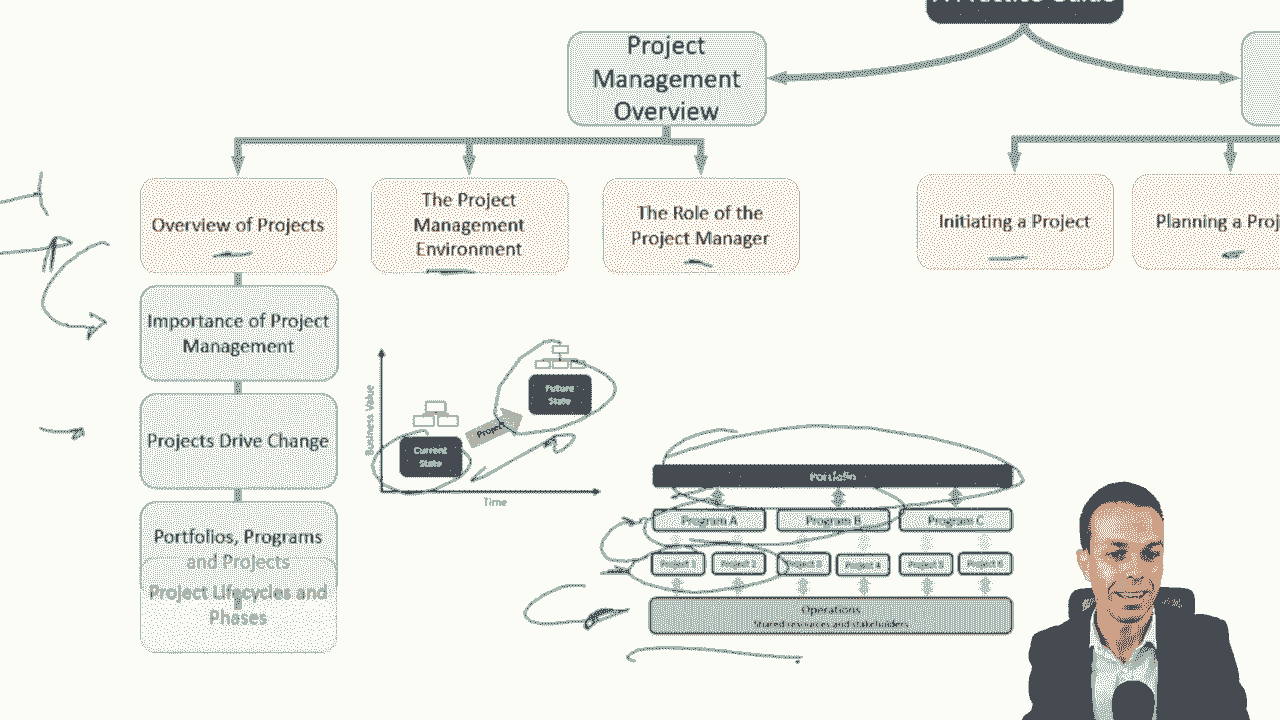 A Practice Guide
Project
Management
Overview
Overview of Projects
The Project
Management
Environment
The Role of the
Project Manager
Initiating a Project
Planning a Proj
Importance of Project
Management
Projects Drive Change
Portfolios, Programs
and Projects
Project Lifecycles and
Phases
Business Value
Current
State
Project
Future
State
Time
Portfolio
Program A
Program B
Program C
Project 1
Project 2
Project 3
Project 4
Project 5
Project 6
Operations
Shared resources and stakeholders